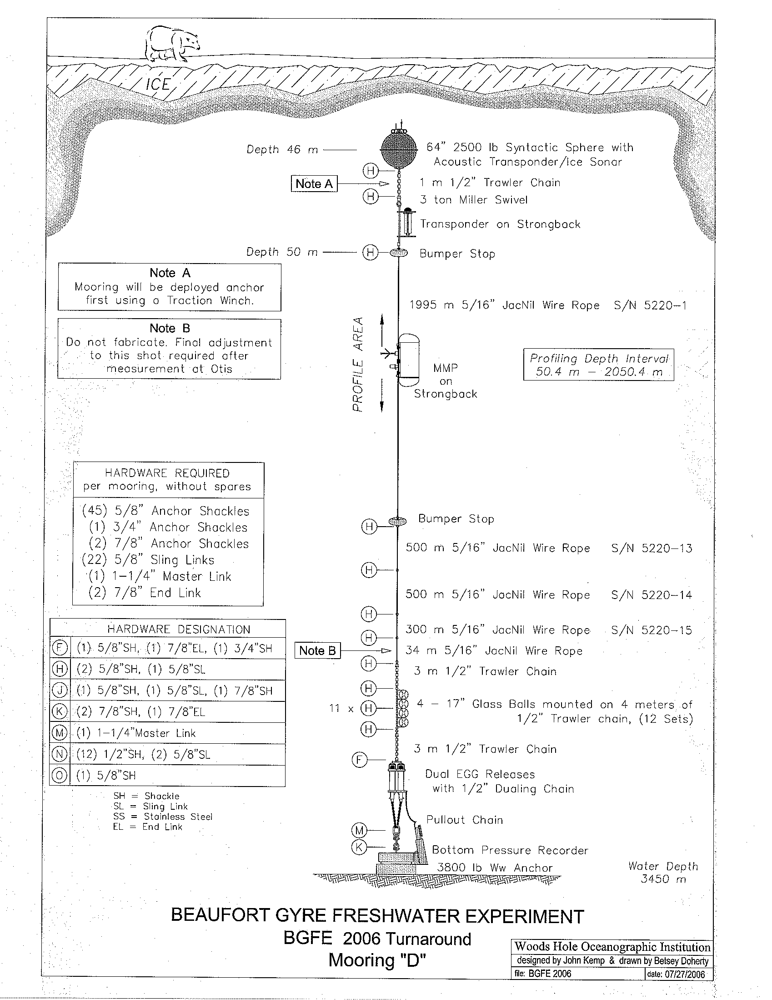 ICE
Depth 46 m
64" 2500 lb Syntactic Sphere with
Acoustic Transponder/Ice Sonar
H
Note A
1 m 1/2" Trawler Chain
H
3 ton Miller Swivel
Transponder on Strongback
Depth 50 m
H
Bumper Stop
Note A
Mooring will be deployed anchor
first using a Traction Winch.
1995 m 5/16" JacNil Wire Rope S/N 5220-1
Note B
Do not fabricate. Final adjustment
to this shot required after
measurement at Otis
PROFILE AREA
MMP
on
Strongback
Profiling Depth Interval
50.4 m - 2050.4 m
HARDWARE REQUIRED
per mooring, without spares
(45) 5/8" Anchor Shackles
(1) 3/4" Anchor Shackles
(2) 7/8" Anchor Shackles
(22) 5/8" Sling Links
(1) 1-1/4" Master Link
(2) 7/8" End Link
H
Bumper Stop
500 m 5/16" JacNil Wire Rope S/N 5220-13
H
500 m 5/16" JacNil Wire Rope S/N 5220-14
H
300 m 5/16" JacNil Wire Rope S/N 5220-15
H
Note B
34 m 5/16" JacNil Wire Rope
H
3 m 1/2" Trawler Chain
H
11 x H
4 - 17" Glass Balls mounted on 4 meters of
1/2" Trawler chain, (12 Sets)
H
3 m 1/2" Trawler Chain
F
Dual EGG Releases
with 1/2" Dualing Chain
Pullout Chain
M
K
Bottom Pressure Recorder
3800 lb Ww Anchor
Water Depth
3450 m
HARDWARE DESIGNATION
F (1) 5/8"SH, (1) 7/8"EL, (1) 3/4"SH
H (2) 5/8"SH, (1) 5/8"SL
J (1) 5/8"SH, (1) 5/8"SL, (1) 7/8"SH
K (2) 7/8"SH, (1) 7/8"EL
M (1) 1-1/4"Master Link
N (12) 1/2"SH, (2) 5/8"SL
O (1) 5/8"SH
SH = Shackle
SL = Sling Link
SS = Stainless Steel
EL = End Link
BEAUFORT GYRE FRESHWATER EXPERIMENT
BGFE 2006 Turnaround
Mooring "D"
Woods Hole Oceanographic Institution
designed by John Kemp & drawn by Betsey Doherty
file: BGFE 2006 date: 07/27/2006